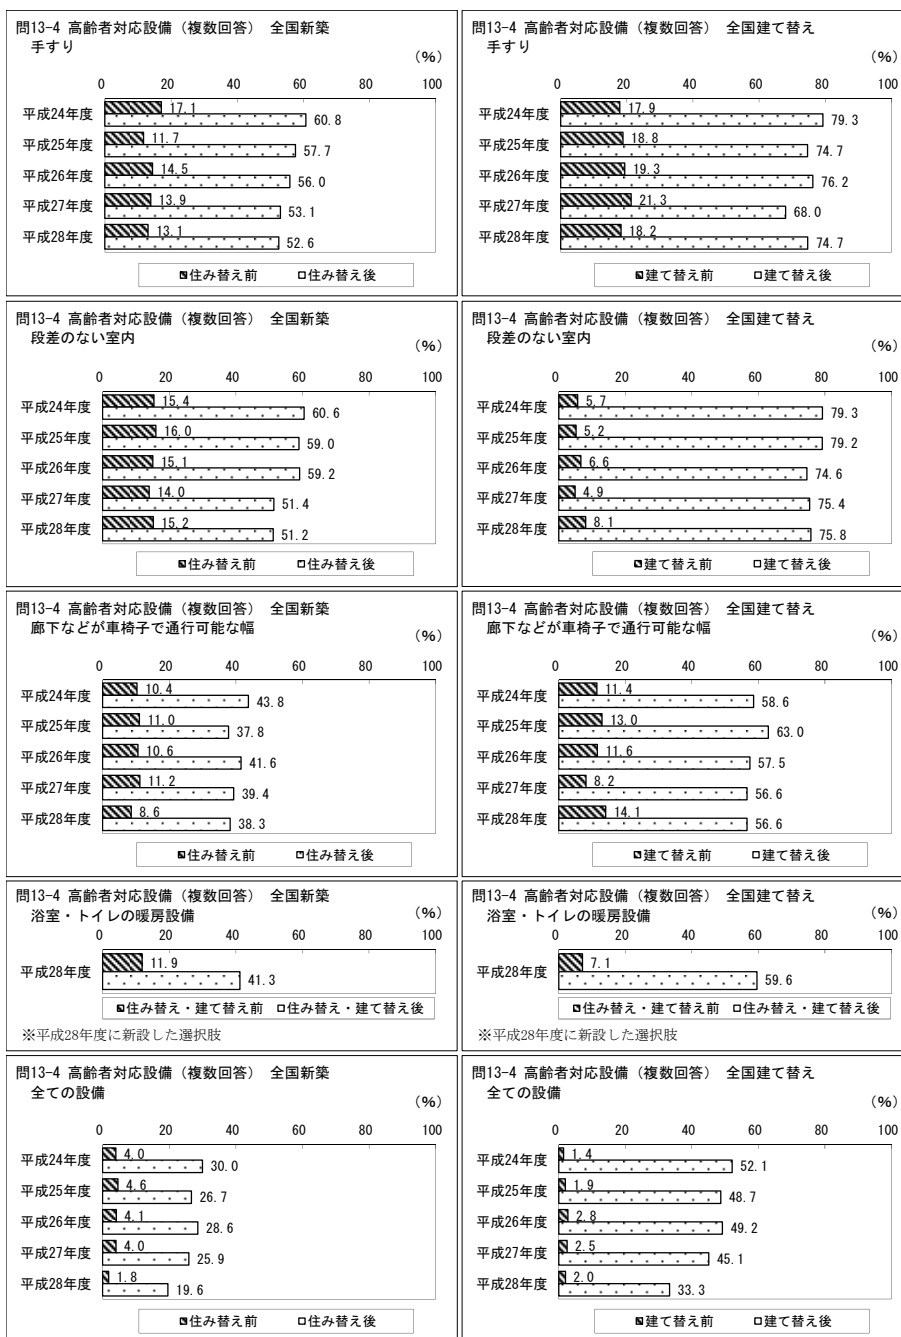 問13-4 高齢者対応設備（複数回答）　全国新築
手すり
(%)
0 20 40 60 80 100
平成24年度 17.1 60.8
平成25年度 11.7 57.7
平成26年度 14.5 56.0
平成27年度 13.9 53.1
平成28年度 13.1 52.6
住み替え前 住み替え後
問13-4 高齢者対応設備（複数回答）　全国建て替え
手すり
(%)
0 20 40 60 80 100
平成24年度 17.9 79.3
平成25年度 18.8 74.7
平成26年度 19.3 76.2
平成27年度 21.3 68.0
平成28年度 18.2 74.7
建て替え前 建て替え後
問13-4 高齢者対応設備（複数回答）　全国新築
段差のない室内
(%)
0 20 40 60 80 100
平成24年度 15.4 60.6
平成25年度 16.0 59.0
平成26年度 15.1 59.2
平成27年度 14.0 51.4
平成28年度 15.2 51.2
住み替え前 住み替え後
問13-4 高齢者対応設備（複数回答）　全国建て替え
段差のない室内
(%)
0 20 40 60 80 100
平成24年度 5.7 79.3
平成25年度 5.2 79.2
平成26年度 6.6 74.6
平成27年度 4.9 75.4
平成28年度 8.1 75.8
建て替え前 建て替え後
問13-4 高齢者対応設備（複数回答）　全国新築
廊下などが車椅子で通行可能な幅
(%)
0 20 40 60 80 100
平成24年度 10.4 43.8
平成25年度 11.0 37.8
平成26年度 10.6 41.6
平成27年度 11.2 39.4
平成28年度 8.6 38.3
住み替え前 住み替え後
問13-4 高齢者対応設備（複数回答）　全国建て替え
廊下などが車椅子で通行可能な幅
(%)
0 20 40 60 80 100
平成24年度 11.4 58.6
平成25年度 13.0 63.0
平成26年度 11.6 57.5
平成27年度 8.2 56.6
平成28年度 14.1 56.6
建て替え前 建て替え後
問13-4 高齢者対応設備（複数回答）　全国新築
浴室・トイレの暖房設備 (%)
0 20 40 60 80 100
平成28年度 11.9 41.3
住み替え・建て替え前 住み替え・建て替え後
※平成28年度に新設した選択肢
問13-4 高齢者対応設備（複数回答）　全国建て替え
浴室・トイレの暖房設備 (%)
0 20 40 60 80 100
平成28年度 7.1 59.6
住み替え・建て替え前 住み替え・建て替え後
※平成28年度に新設した選択肢
問13-4 高齢者対応設備（複数回答）　全国新築
全ての設備
(%)
0 20 40 60 80 100
平成24年度 4.0 30.0
平成25年度 4.6 26.7
平成26年度 4.1 28.6
平成27年度 4.0 25.9
平成28年度 1.8 19.6
住み替え前 住み替え後
問13-4 高齢者対応設備（複数回答）　全国建て替え
全ての設備
(%)
0 20 40 60 80 100
平成24年度 1.4 52.1
平成25年度 1.9 48.7
平成26年度 2.8 49.2
平成27年度 2.5 45.1
平成28年度 2.0 33.3
建て替え前 建て替え後